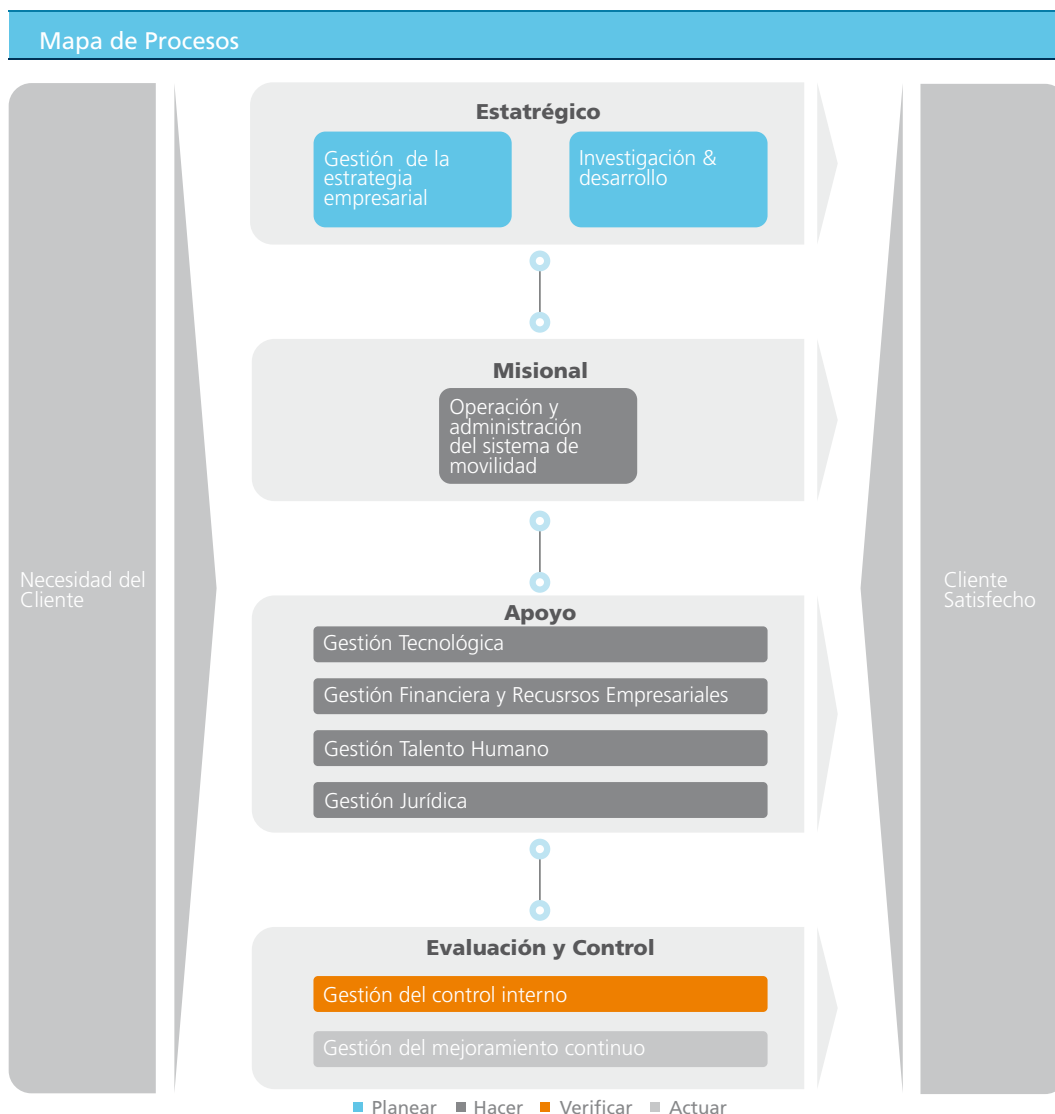 Mapa de Procesos
Estatrégico
Gestión de la
estrategia
empresarial
Investigación &
desarrollo
Misional
Operación y
administración
del sistema de
movilidad
Necesidad del
Cliente
Cliente
Satisfecho
Apoyo
Gestión Tecnológica
Gestión Financiera y Recusrsos Empresariales
Gestión Talento Humano
Gestión Jurídica
Evaluación y Control
Gestión del control interno
Gestión del mejoramiento continuo
Planear Hacer Verificar Actuar